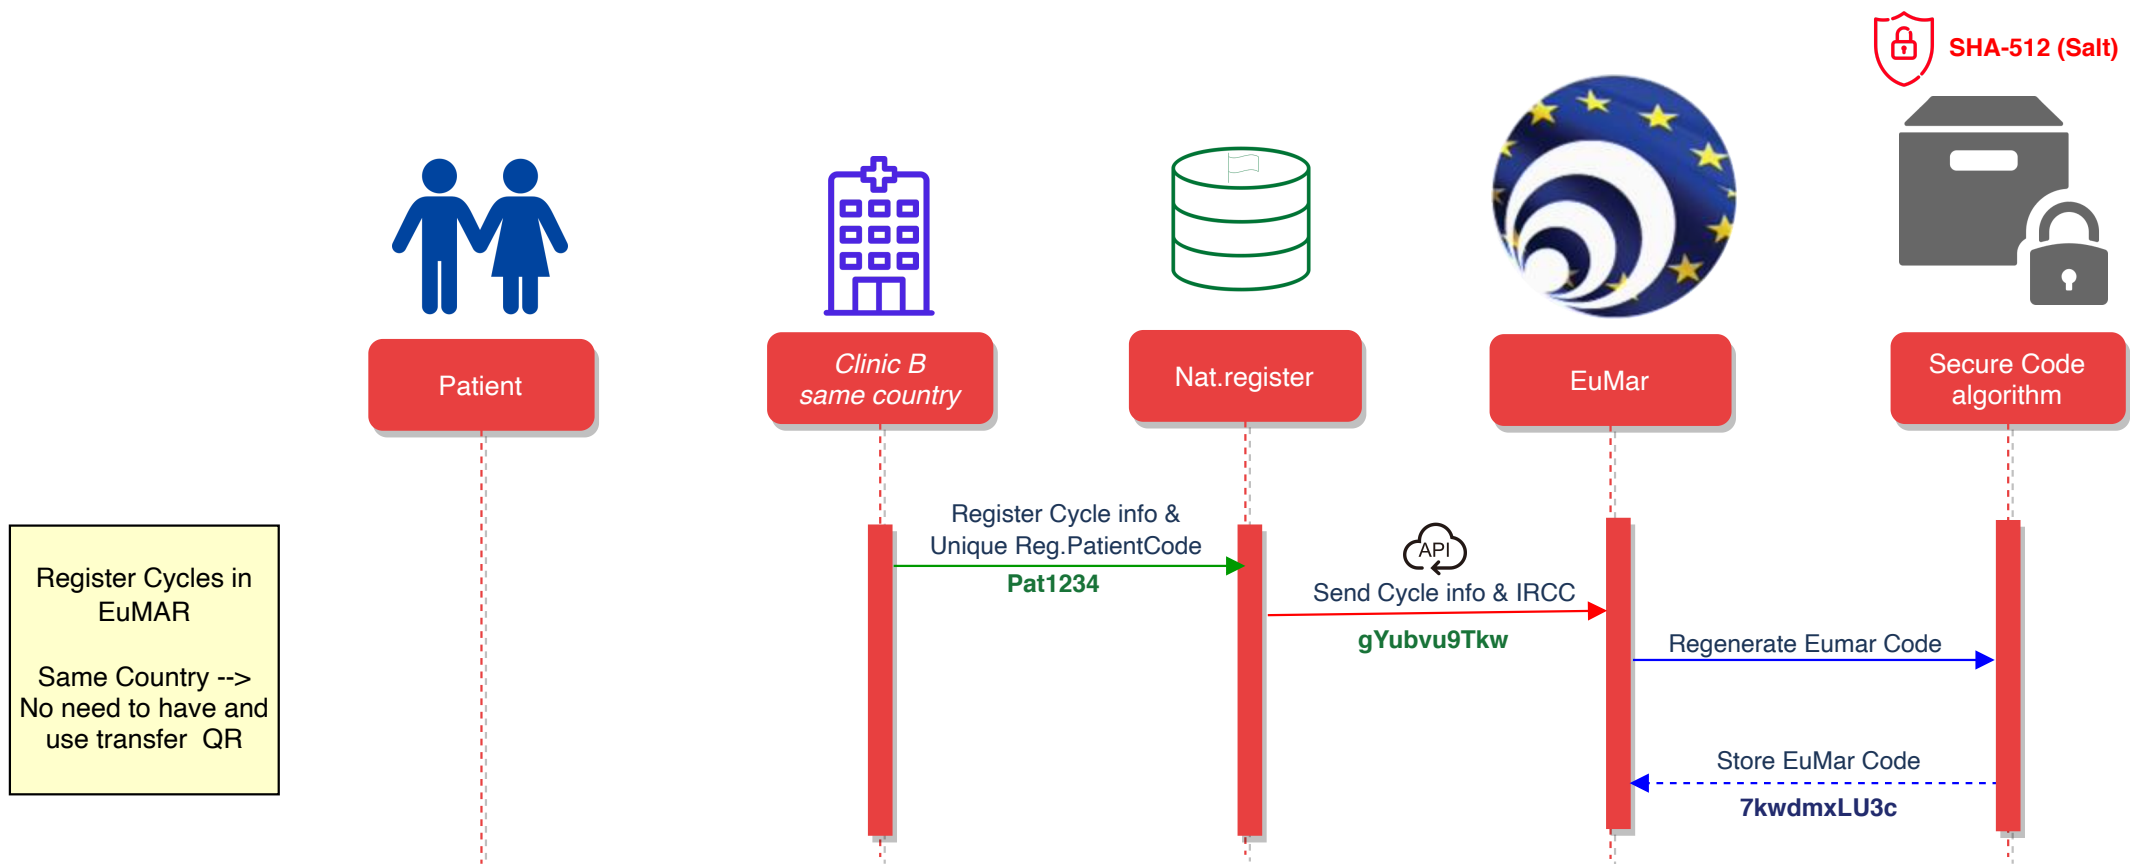 SHA-512 (Salt)
Patient
Clinic B
same country
Nat.register
EuMar
Secure Code
algorithm
Register Cycles in
EuMAR
Same Country -->
No need to have and
use transfer  QR
Register Cycle info &
Unique Reg.PatientCode
Pat1234
API
Send Cycle info & IRCC
gYubvu9Tkw
Regenerate Eumar Code
Store EuMar Code
7kwdmxLU3c